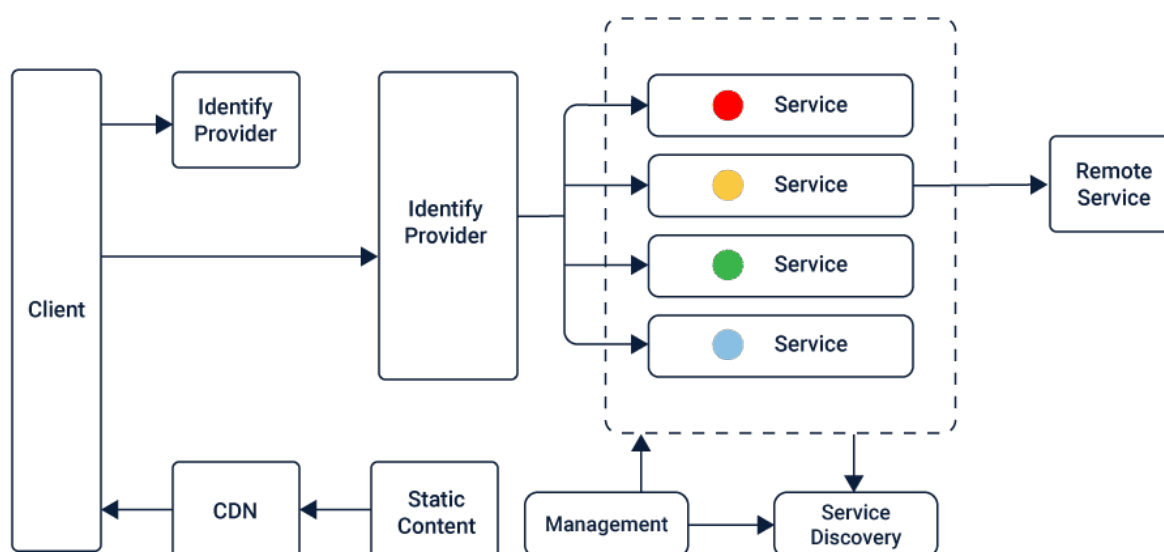 Client
Identify
Provider
Identify
Provider
Service
Service
Service
Service
Remote
Service
CDN
Static
Content
Management
Service
Discovery